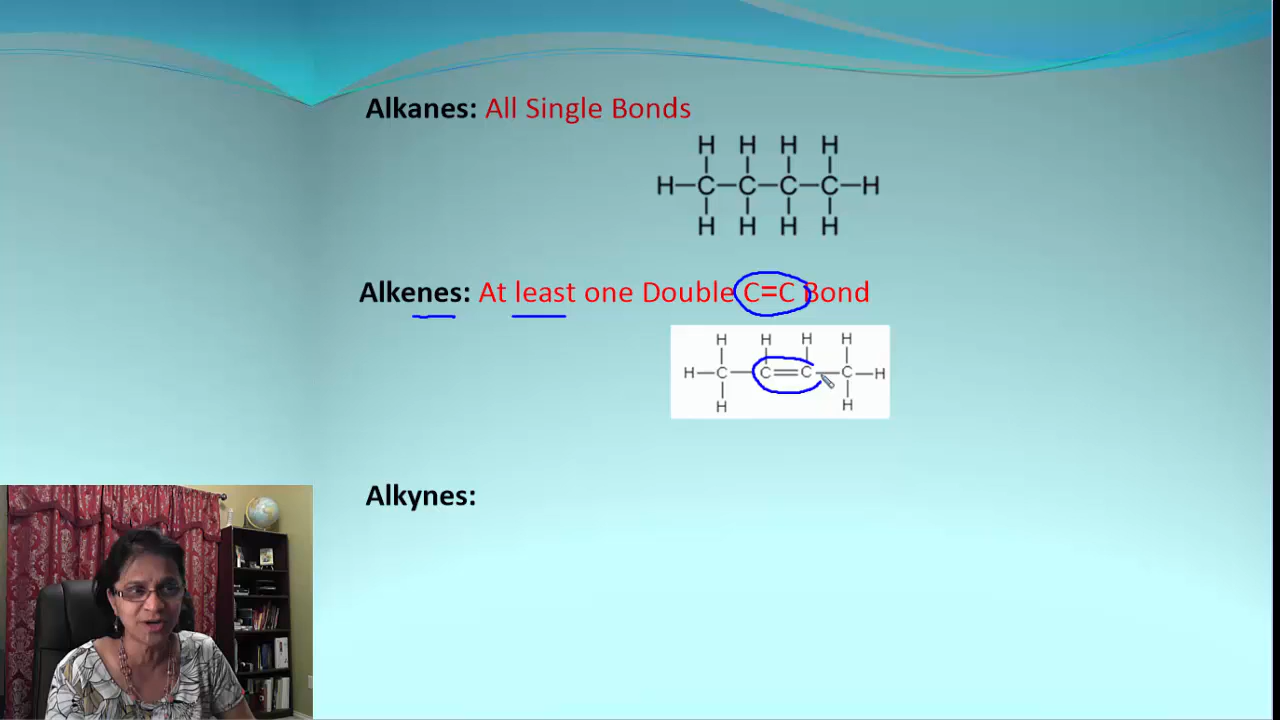 Alkanes: All Single Bonds
H H H H
H–C–C–C–C–H
H H H H
Alkenes: At least one Double C=C Bond
H H H H
H–C–C=C–C–H
H H
Alkynes: